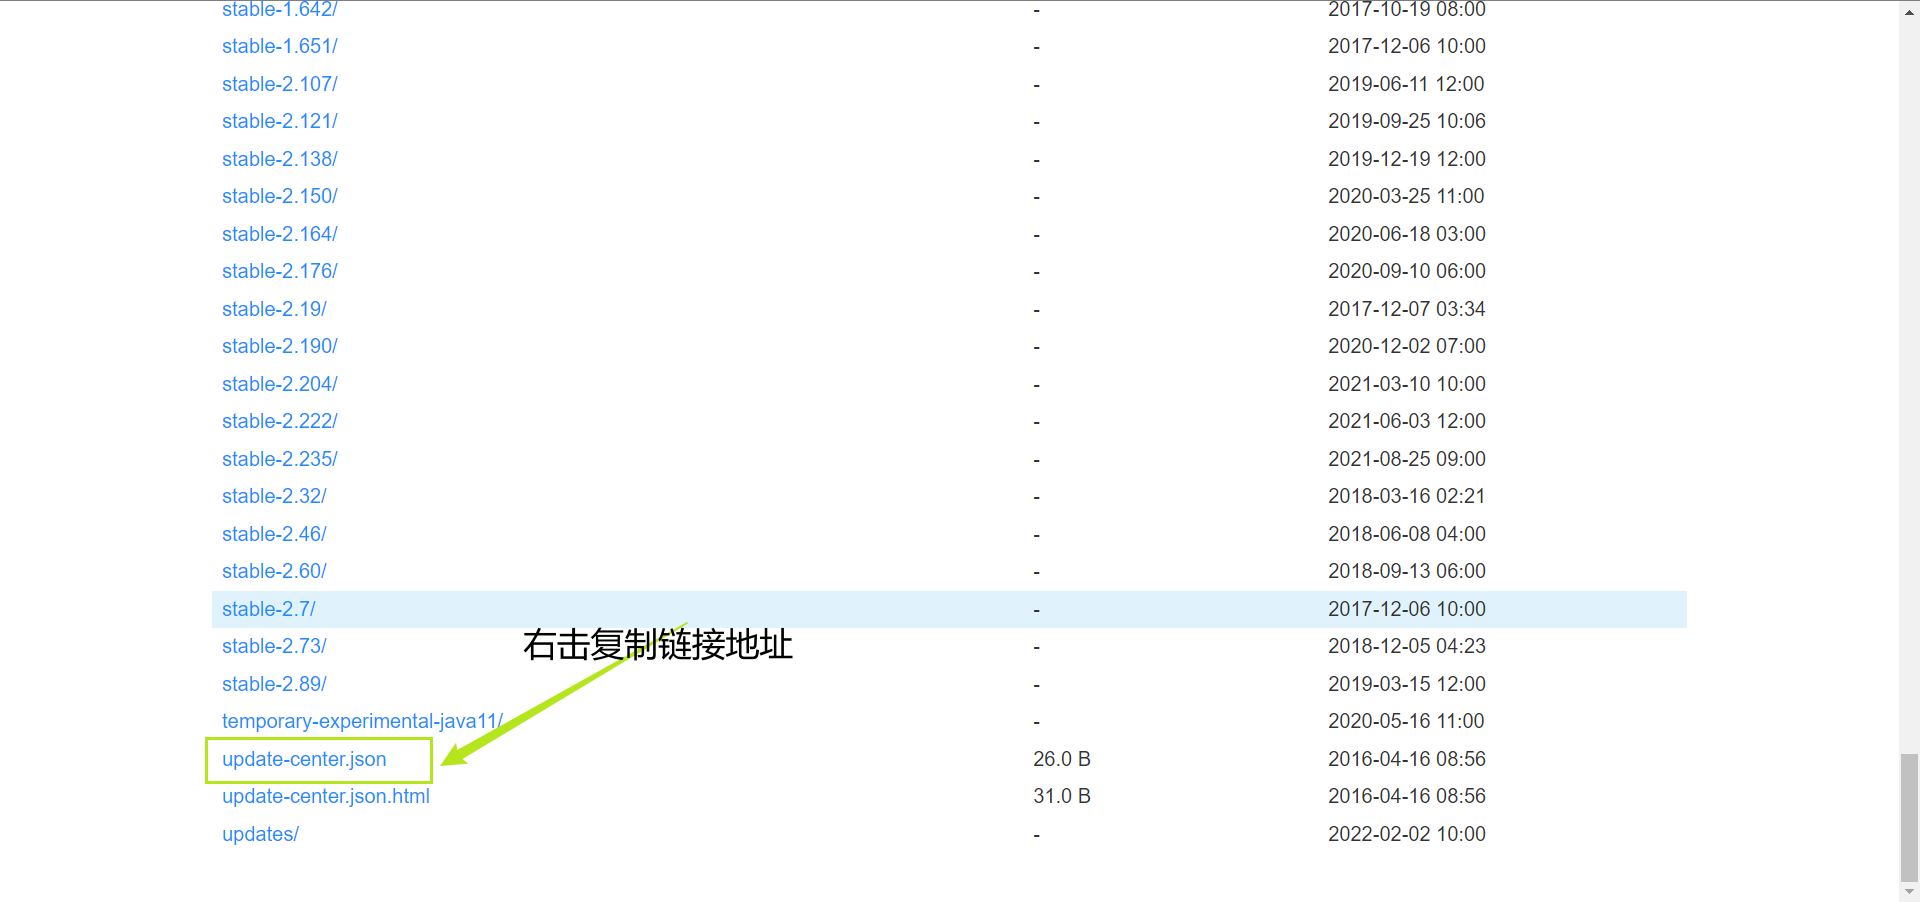 stable-1.642/ - 2017-10-19 08:00
stable-1.651/ - 2017-12-06 10:00
stable-2.107/ - 2019-06-11 12:00
stable-2.121/ - 2019-09-25 10:06
stable-2.138/ - 2019-12-19 12:00
stable-2.150/ - 2020-03-25 11:00
stable-2.164/ - 2020-06-18 03:00
stable-2.176/ - 2020-09-10 06:00
stable-2.19/ - 2017-12-07 03:34
stable-2.190/ - 2020-12-02 07:00
stable-2.204/ - 2021-03-10 10:00
stable-2.222/ - 2021-06-03 12:00
stable-2.235/ - 2021-08-25 09:00
stable-2.32/ - 2018-03-16 02:21
stable-2.46/ - 2018-06-08 04:00
stable-2.60/ - 2018-09-13 06:00
stable-2.7/ - 2017-12-06 10:00
右击复制链接地址
stable-2.73/ - 2018-12-05 04:23
stable-2.89/ - 2019-03-15 12:00
temporary-experimental-java11/ - 2020-05-16 11:00
update-center.json 26.0 B 2016-04-16 08:56
update-center.json.html 31.0 B 2016-04-16 08:56
updates/ - 2022-02-02 10:00